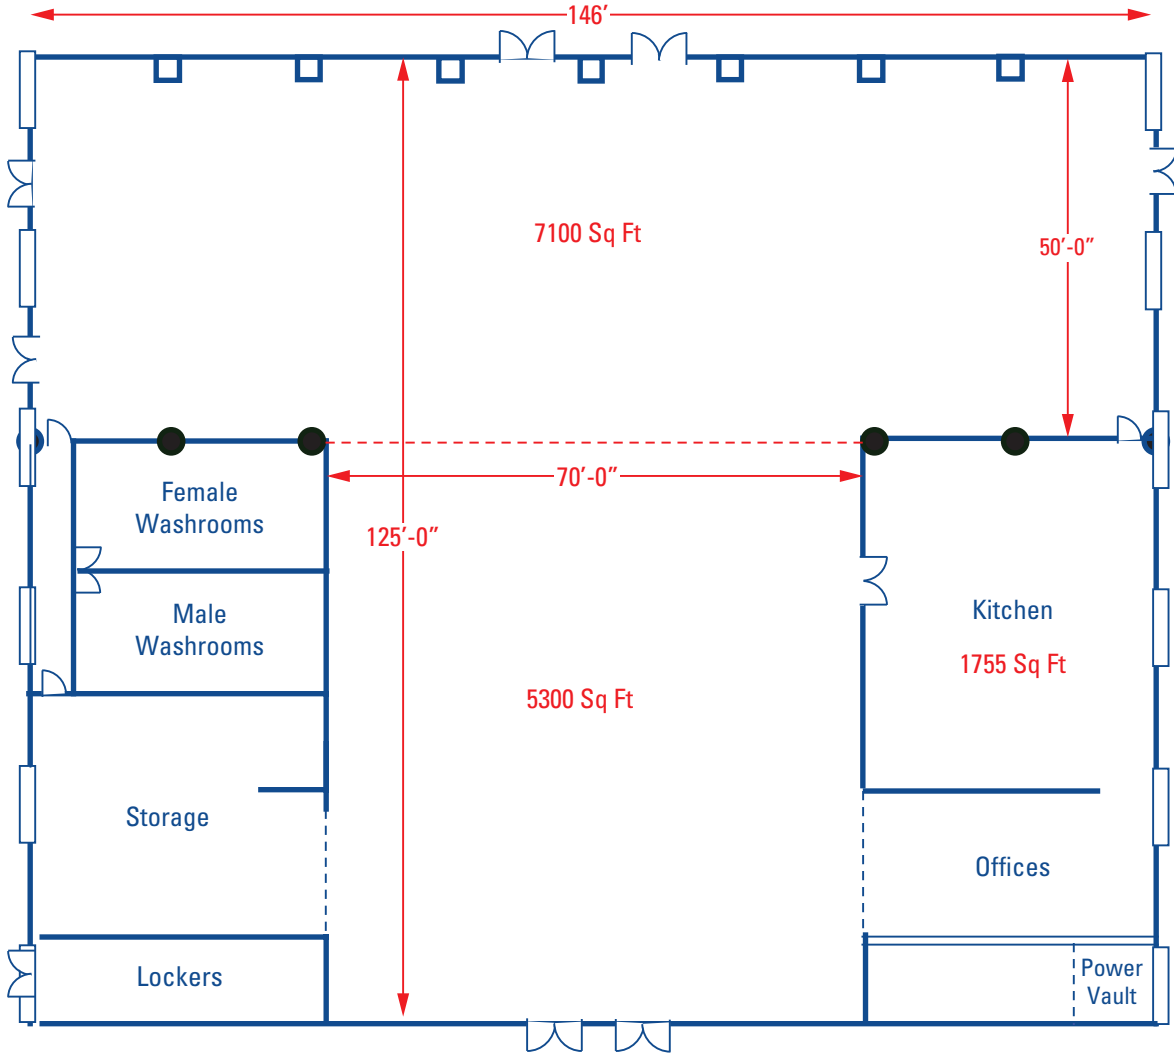 146′
7100 Sq Ft
50′-0″
70′-0″
Female
Washrooms
125′-0″
Male
Washrooms
Kitchen
1755 Sq Ft
5300 Sq Ft
Storage
Offices
Lockers
Power
Vault